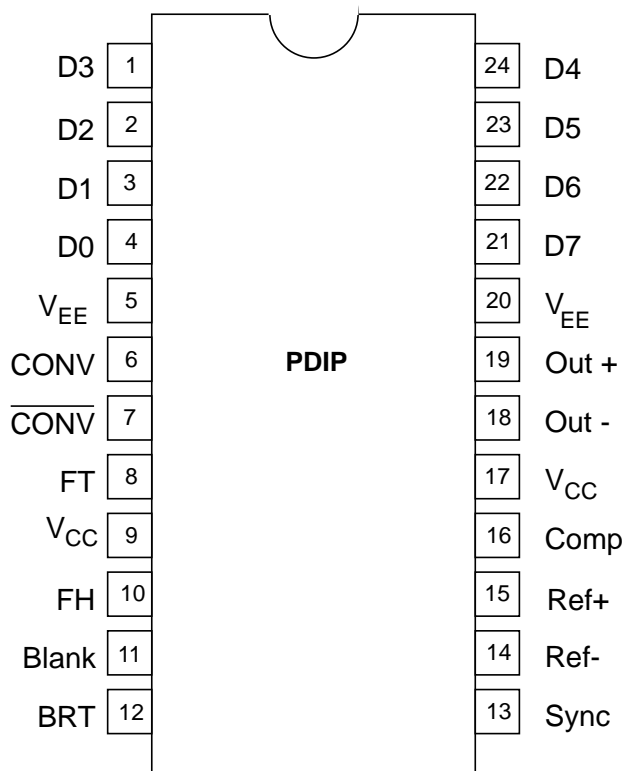 D3 1 24 D4
D2 2 23 D5
D1 3 22 D6
D0 4 21 D7
VEE 5 20 VEE
CONV 6 PDIP 19 Out +
CONV 7 18 Out -
FT 8 17 VCC
VCC 9 16 Comp
FH 10 15 Ref+
Blank 11 14 Ref-
BRT 12 13 Sync